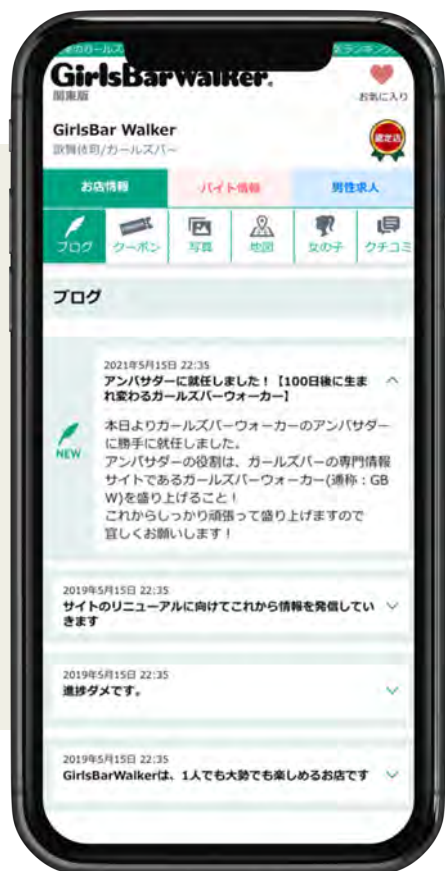 GirlsBarWalker.
関東版
お気に入り
GirlsBar Walker
歌舞伎町/ガールズバー
認定店
お店情報
バイト情報
男性求人
ブログ
クーポン
写真
地図
女の子
クチコミ
ブログ
2021年5月15日 22:35
アンバサダーに就任しました！【100日後に生ま
れ変わるガールズバーウォーカー】
NEW
本日よりガールズバーウォーカーのアンバサダー
に勝手に就任しました。
アンバサダーの役割は、ガールズバーの専門情報
サイトであるガールズバーウォーカー(通称：GB
W)を盛り上げること！
これからしっかり頑張って盛り上げますので
宜しくお願いします！
2019年5月15日 22:35
サイトのリニューアルに向けてこれから情報を発信してい
きます
2019年5月15日 22:35
進捗ダメです。
2019年5月15日 22:35
GirlsBarWalkerは、1人でも大勢でも楽しめるお店です